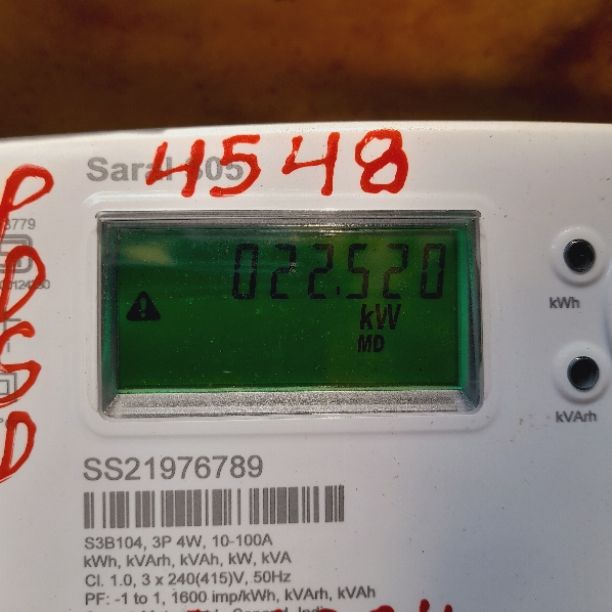 4548
Saral 305
P
D
S
D
022.520
kW
MD
kWh
kVArh
SS21976789
S3B104, 3P 4W, 10-100A
kWh, kVArh, kVAh, kW, kVA
Cl. 1.0, 3 x 240(415)V, 50Hz
PF: -1 to 1, 1600 imp/kWh, kVArh, kVAh